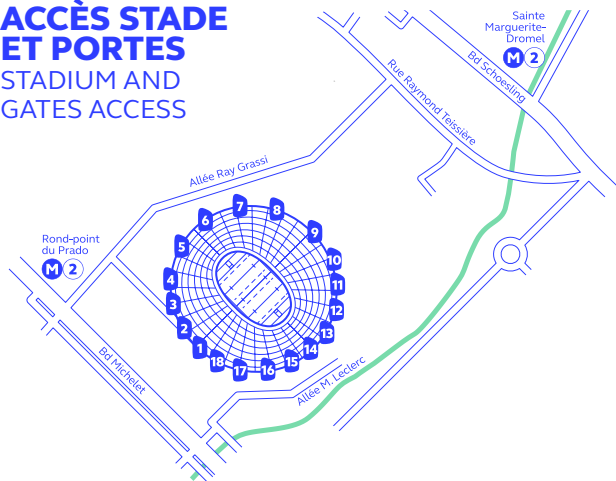 ACCÈS STADE
ET PORTES
STADIUM AND
GATES ACCESS
Sainte
Marguerite-
Dromel
M 2
Bd Schoesling
Rue Raymond Teissière
Allée Ray Grassi
Rond-point
du Prado
M 2
7
8
6
9
5
10
4
11
3
12
2
13
1
14
18
15
17
16
Bd Michelet
Allée M. Leclerc